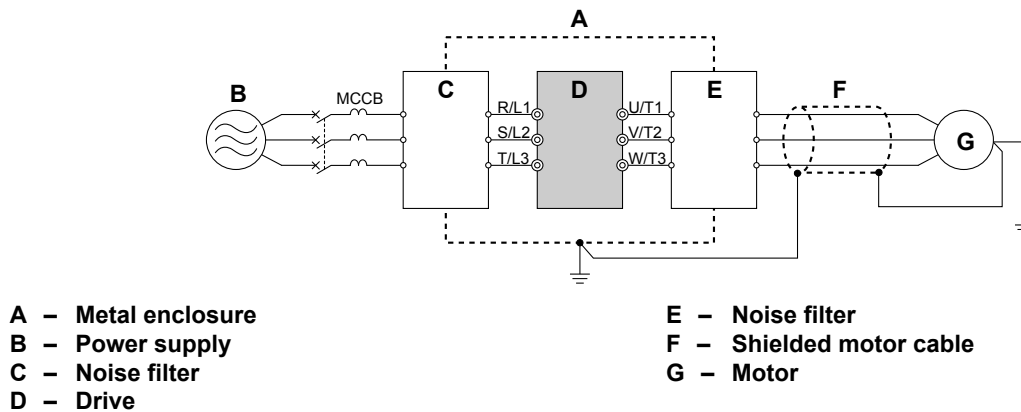 A
B
MCCB
C
R/L1
S/L2
T/L3
D
U/T1
V/T2
W/T3
E
F
G
A – Metal enclosure
B – Power supply
C – Noise filter
D – Drive
E – Noise filter
F – Shielded motor cable
G – Motor